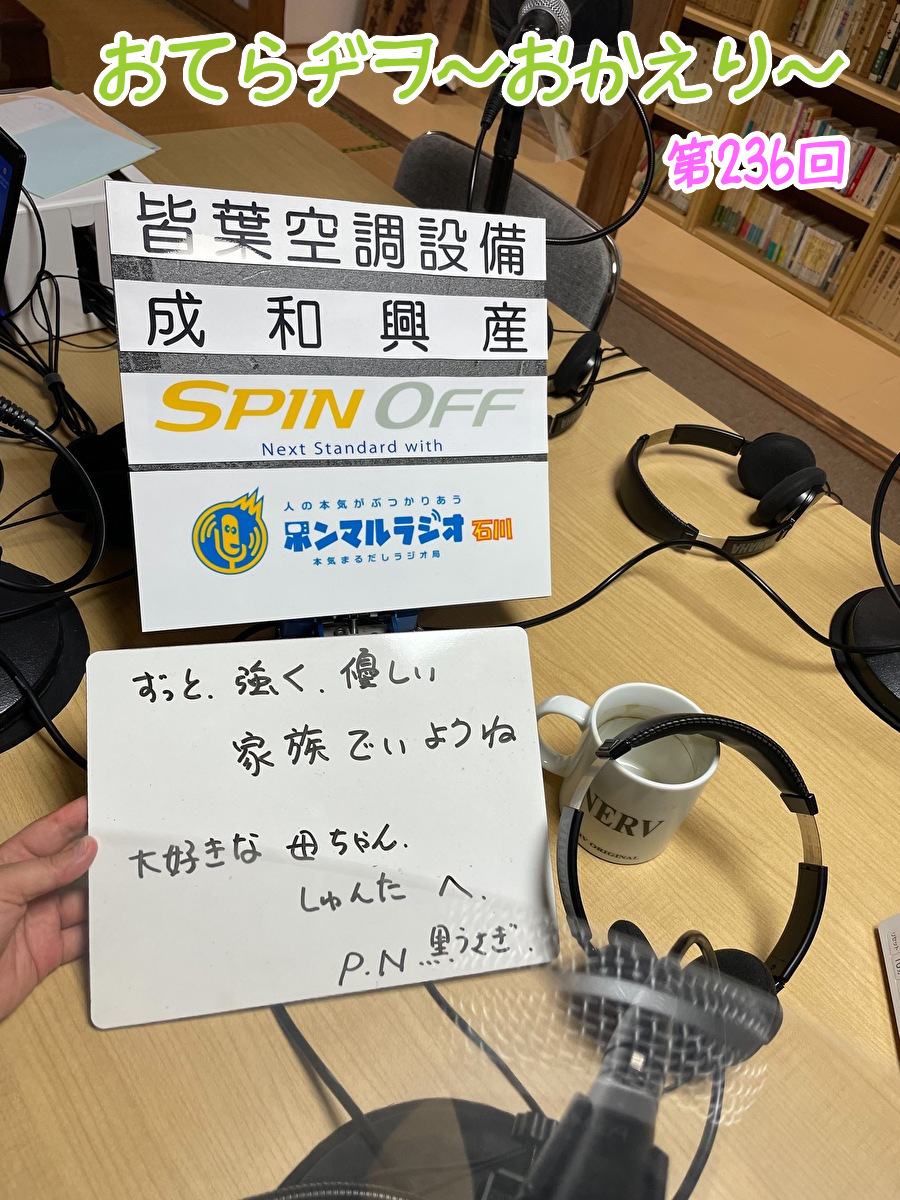 おてらヂヲ〜おかえり〜
第236回
皆葉空調設備
成和興産
SPIN OFF
Next Standard with
人の本気がぶつかりあう
ホンマルラジオ 石川
本気まるだしラジオ局
ずっと、強く、優しい
家族でいようね
大好きな 母ちゃん、
しゅんた へ、
P.N 黒うさぎ、
NERV
ORIGINAL
YAMAHA